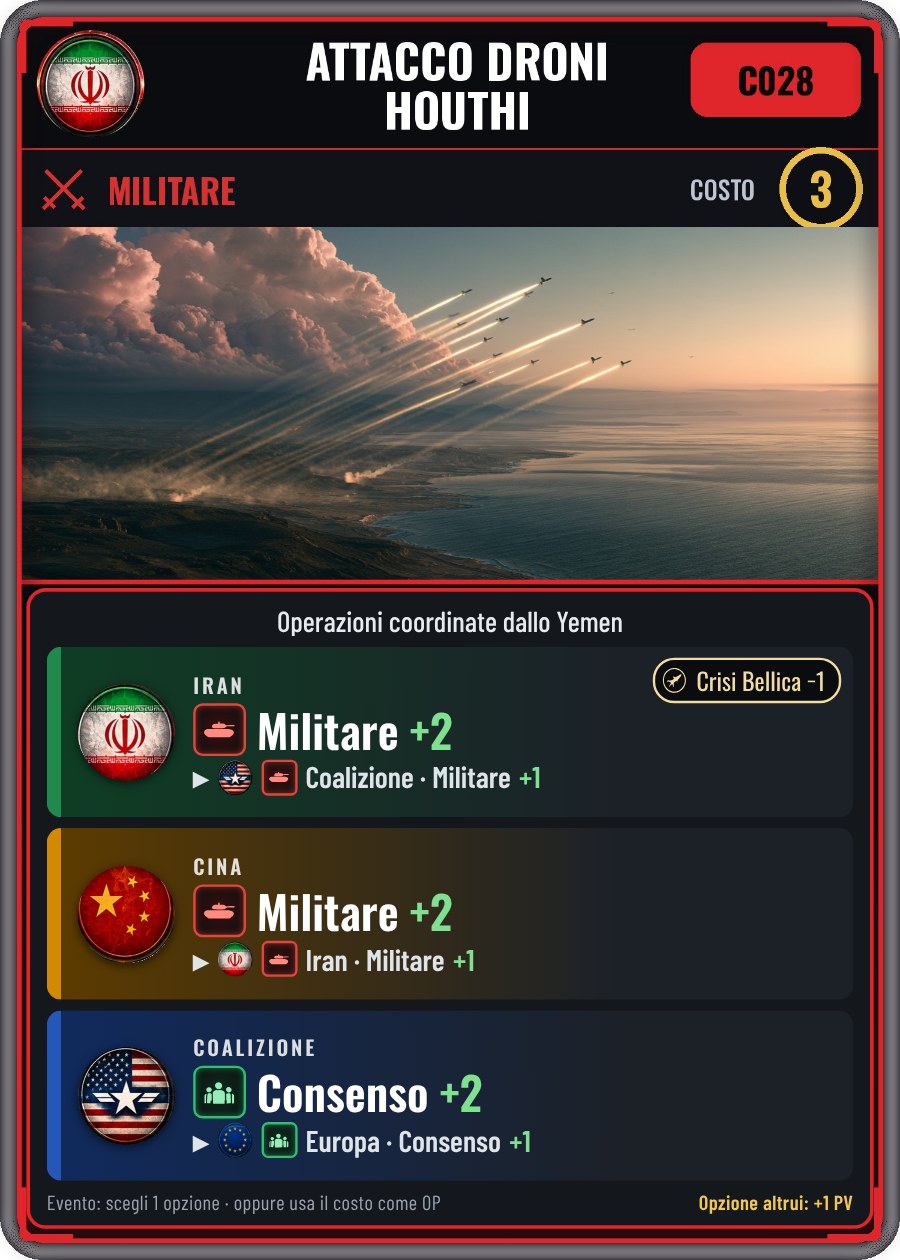 ATTACCO DRONI
HOUTHI
C028
MILITARE
COSTO
3
Operazioni coordinate dallo Yemen
IRAN
Crisi Bellica -1
Militare +2
▶ Coalizione · Militare +1
CINA
Militare +2
▶ Iran · Militare +1
COALIZIONE
Consenso +2
▶ Europa · Consenso +1
Evento: scegli 1 opzione · oppure usa il costo come OP
Opzione altrui: +1 PV